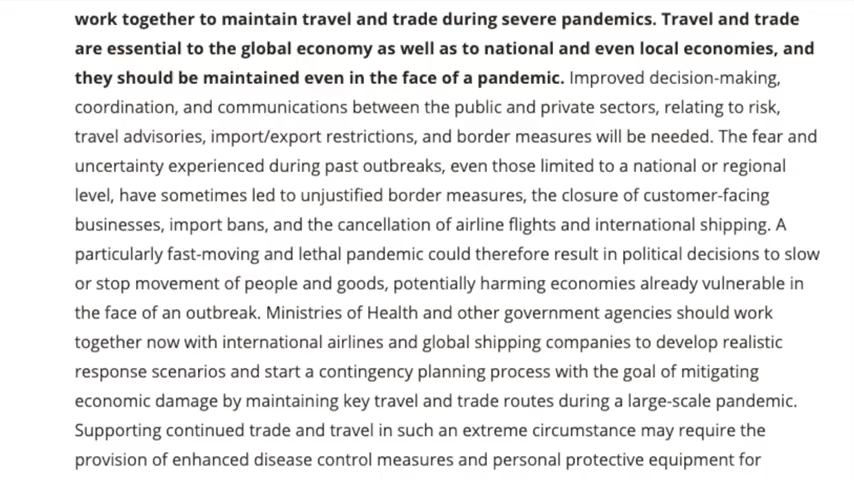 work together to maintain travel and trade during severe pandemics. Travel and trade
are essential to the global economy as well as to national and even local economies, and
they should be maintained even in the face of a pandemic. Improved decision-making,
coordination, and communications between the public and private sectors, relating to risk,
travel advisories, import/export restrictions, and border measures will be needed. The fear and
uncertainty experienced during past outbreaks, even those limited to a national or regional
level, have sometimes led to unjustified border measures, the closure of customer-facing
businesses, import bans, and the cancellation of airline flights and international shipping. A
particularly fast-moving and lethal pandemic could therefore result in political decisions to slow
or stop movement of people and goods, potentially harming economies already vulnerable in
the face of an outbreak. Ministries of Health and other government agencies should work
together now with international airlines and global shipping companies to develop realistic
response scenarios and start a contingency planning process with the goal of mitigating
economic damage by maintaining key travel and trade routes during a large-scale pandemic.
Supporting continued trade and travel in such an extreme circumstance may require the
provision of enhanced disease control measures and personal protective equipment for